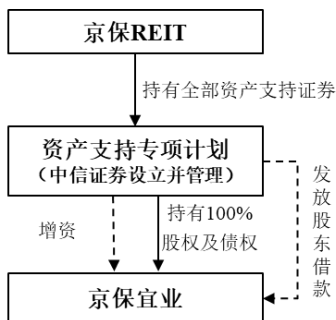 京保REIT
持有全部资产支持证券
资产支持专项计划
（中信证券设立并管理）
增资
持有100%
股权及债权
发放股东借款
京保宜业